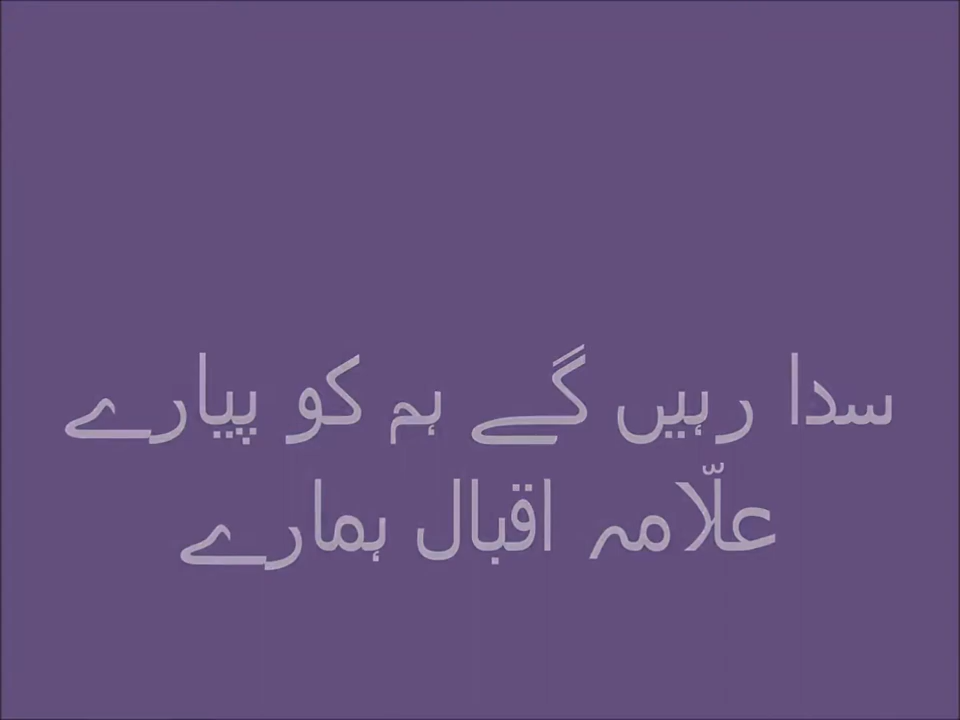 سدا رہیں گے ہم کو پیارے
علّامہ اقبال ہمارے